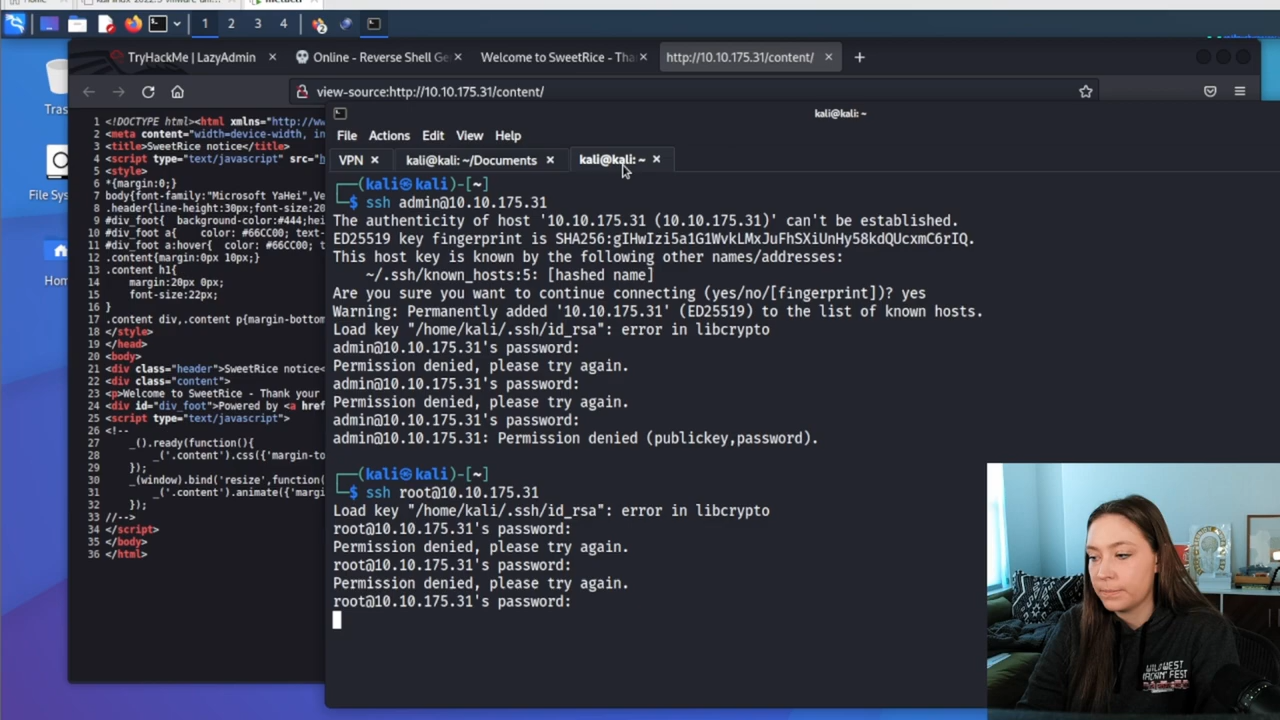 Home
1
2
3
4
TryHackMe | LazyAdmin
Online - Reverse Shell Ge
Welcome to SweetRice - Tha
http://10.10.175.31/content/
view-source:http://10.10.175.31/content/
Tras
File Sys
Hom
1 <!DOCTYPE html><html xmlns="http://ww
2 <meta content="width=device-width, in
3 <title>SweetRice notice</title>
4 <script type="text/javascript" src="h
5 <style>
6 *{margin:0;}
7 body{font-family:"Microsoft YaHei",Ve
8 .header{line-height:30px;font-size:20
9 #div_foot{ background-color:#444;hei
10 #div_foot a{ color: #66CC00; text-
11 #div_foot a:hover{ color: #66CC00;
12 .content{margin:0px 10px;}
13 .content h1{
14 margin:20px 0px;
15 font-size:22px;
16 }
17 .content div,.content p{margin-bottom
18 </style>
19 </head>
20 <body>
21 <div class="header">SweetRice notice<
22 <div class="content">
23 <p>Welcome to SweetRice - Thank your
24 <div id="div_foot">Powered by <a href
25 <script type="text/javascript">
26 <!--
27 _().ready(function(){
28 _('.content').css({'margin-to
29 });
30 _(window).bind('resize',function(
31 _('.content').animate({'margi
32 });
33 //-->
34 </script>
35 </body>
36 </html>
kali@kali: ~
File Actions Edit View Help
VPN
kali@kali: ~/Documents
kali@kali: ~
(kali㉿kali)-[~]
$ ssh admin@10.10.175.31
The authenticity of host '10.10.175.31 (10.10.175.31)' can't be established.
ED25519 key fingerprint is SHA256:gIHwIzi5a1G1WvkLMxJuFhSXiUnHy58kdQUcxmC6rIQ.
This host key is known by the following other names/addresses:
~/.ssh/known_hosts:5: [hashed name]
Are you sure you want to continue connecting (yes/no/[fingerprint])? yes
Warning: Permanently added '10.10.175.31' (ED25519) to the list of known hosts.
Load key "/home/kali/.ssh/id_rsa": error in libcrypto
admin@10.10.175.31's password:
Permission denied, please try again.
admin@10.10.175.31's password:
Permission denied, please try again.
admin@10.10.175.31's password:
admin@10.10.175.31: Permission denied (publickey,password).
(kali㉿kali)-[~]
$ ssh root@10.10.175.31
Load key "/home/kali/.ssh/id_rsa": error in libcrypto
root@10.10.175.31's password:
Permission denied, please try again.
root@10.10.175.31's password:
Permission denied, please try again.
root@10.10.175.31's password:
WILD WEST
FEST